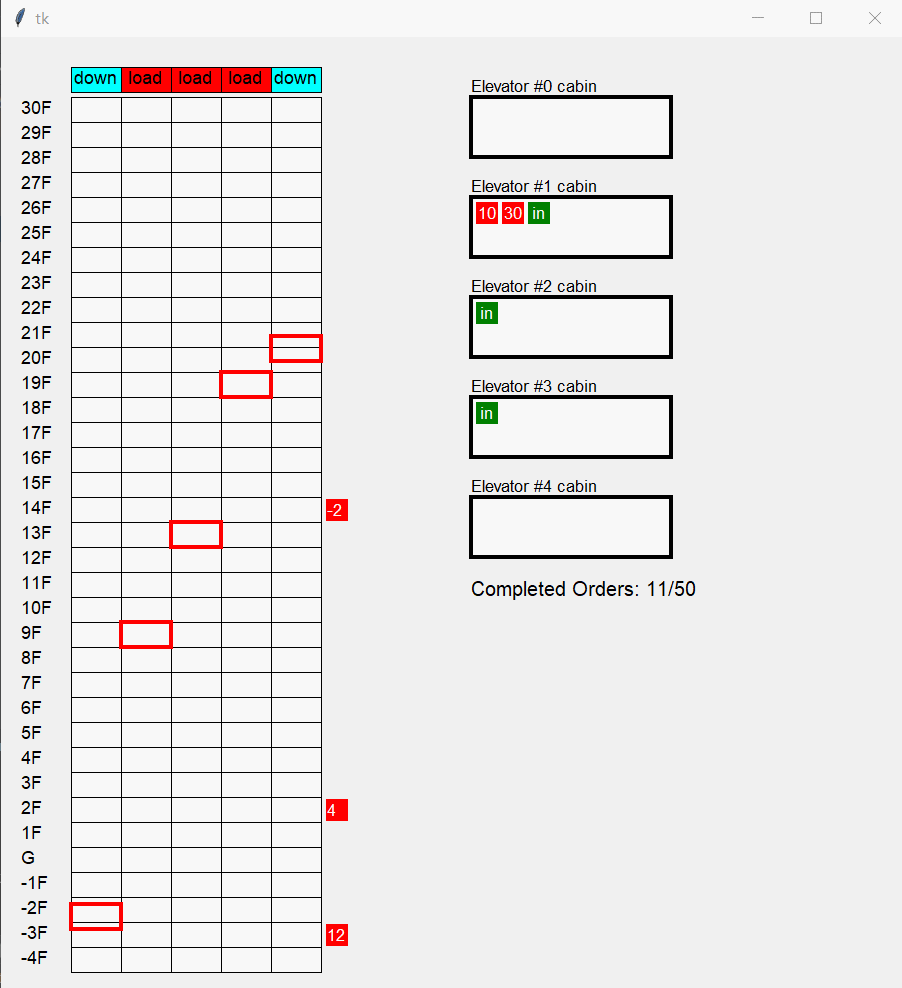 tk
down load load load down
30F
29F
28F
27F
26F
25F
24F
23F
22F
21F
20F
19F
18F
17F
16F
15F
14F -2
13F
12F
11F
10F
9F
8F
7F
6F
5F
4F
3F
2F 4
1F
G
-1F
-2F
-3F 12
-4F
Elevator #0 cabin
Elevator #1 cabin
10 30 in
Elevator #2 cabin
in
Elevator #3 cabin
in
Elevator #4 cabin
Completed Orders: 11/50